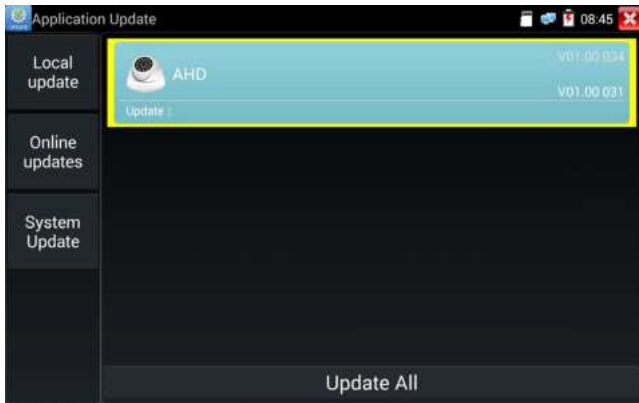 Application Update
08:45
Local
update
Online
updates
System
Update
AHD
V01.00 034
V01.00 031
Update :
Update All